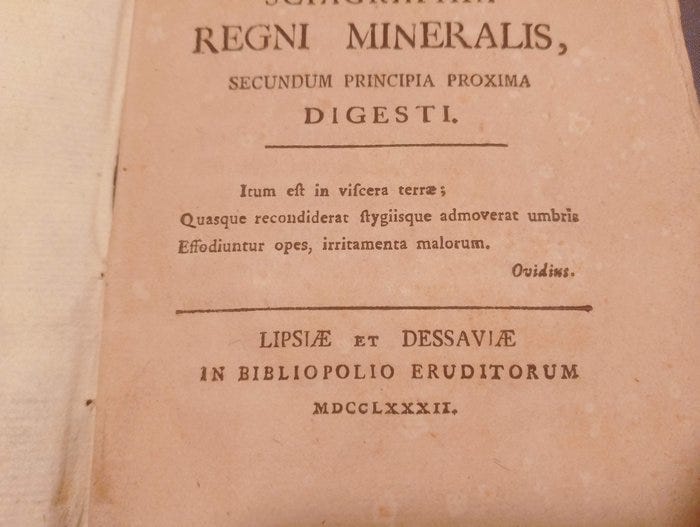 SCIAGRAPHIA
REGNI MINERALIS,
SECUNDUM PRINCIPIA PROXIMA
DIGESTI.
Itum eſt in viſcera terræ;
Quasque recondiderat ſtygiisque admoverat umbris
Effodiuntur opes, irritamenta malorum.
Ovidius.
LIPSIÆ ET DESSAVIÆ
IN BIBLIOPOLIO ERUDITORUM
MDCCLXXXII.